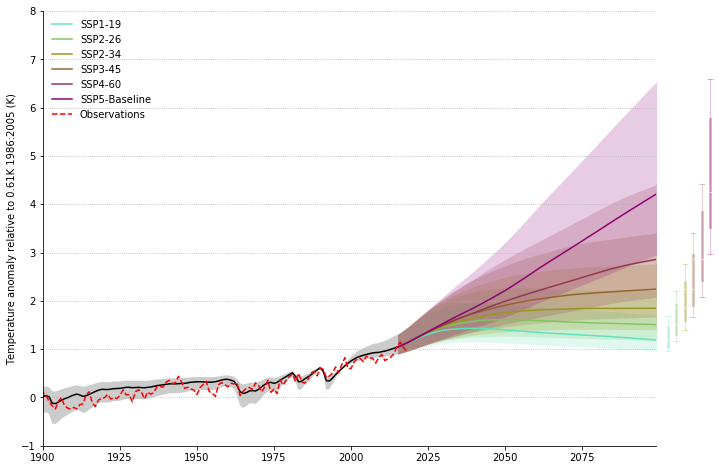 SSP1-19
SSP2-26
SSP2-34
SSP3-45
SSP4-60
SSP5-Baseline
Observations
Temperature anomaly relative to 0.61K 1986:2005 (K)
8
7
6
5
4
3
2
1
0
−1
1900 1925 1950 1975 2000 2025 2050 2075